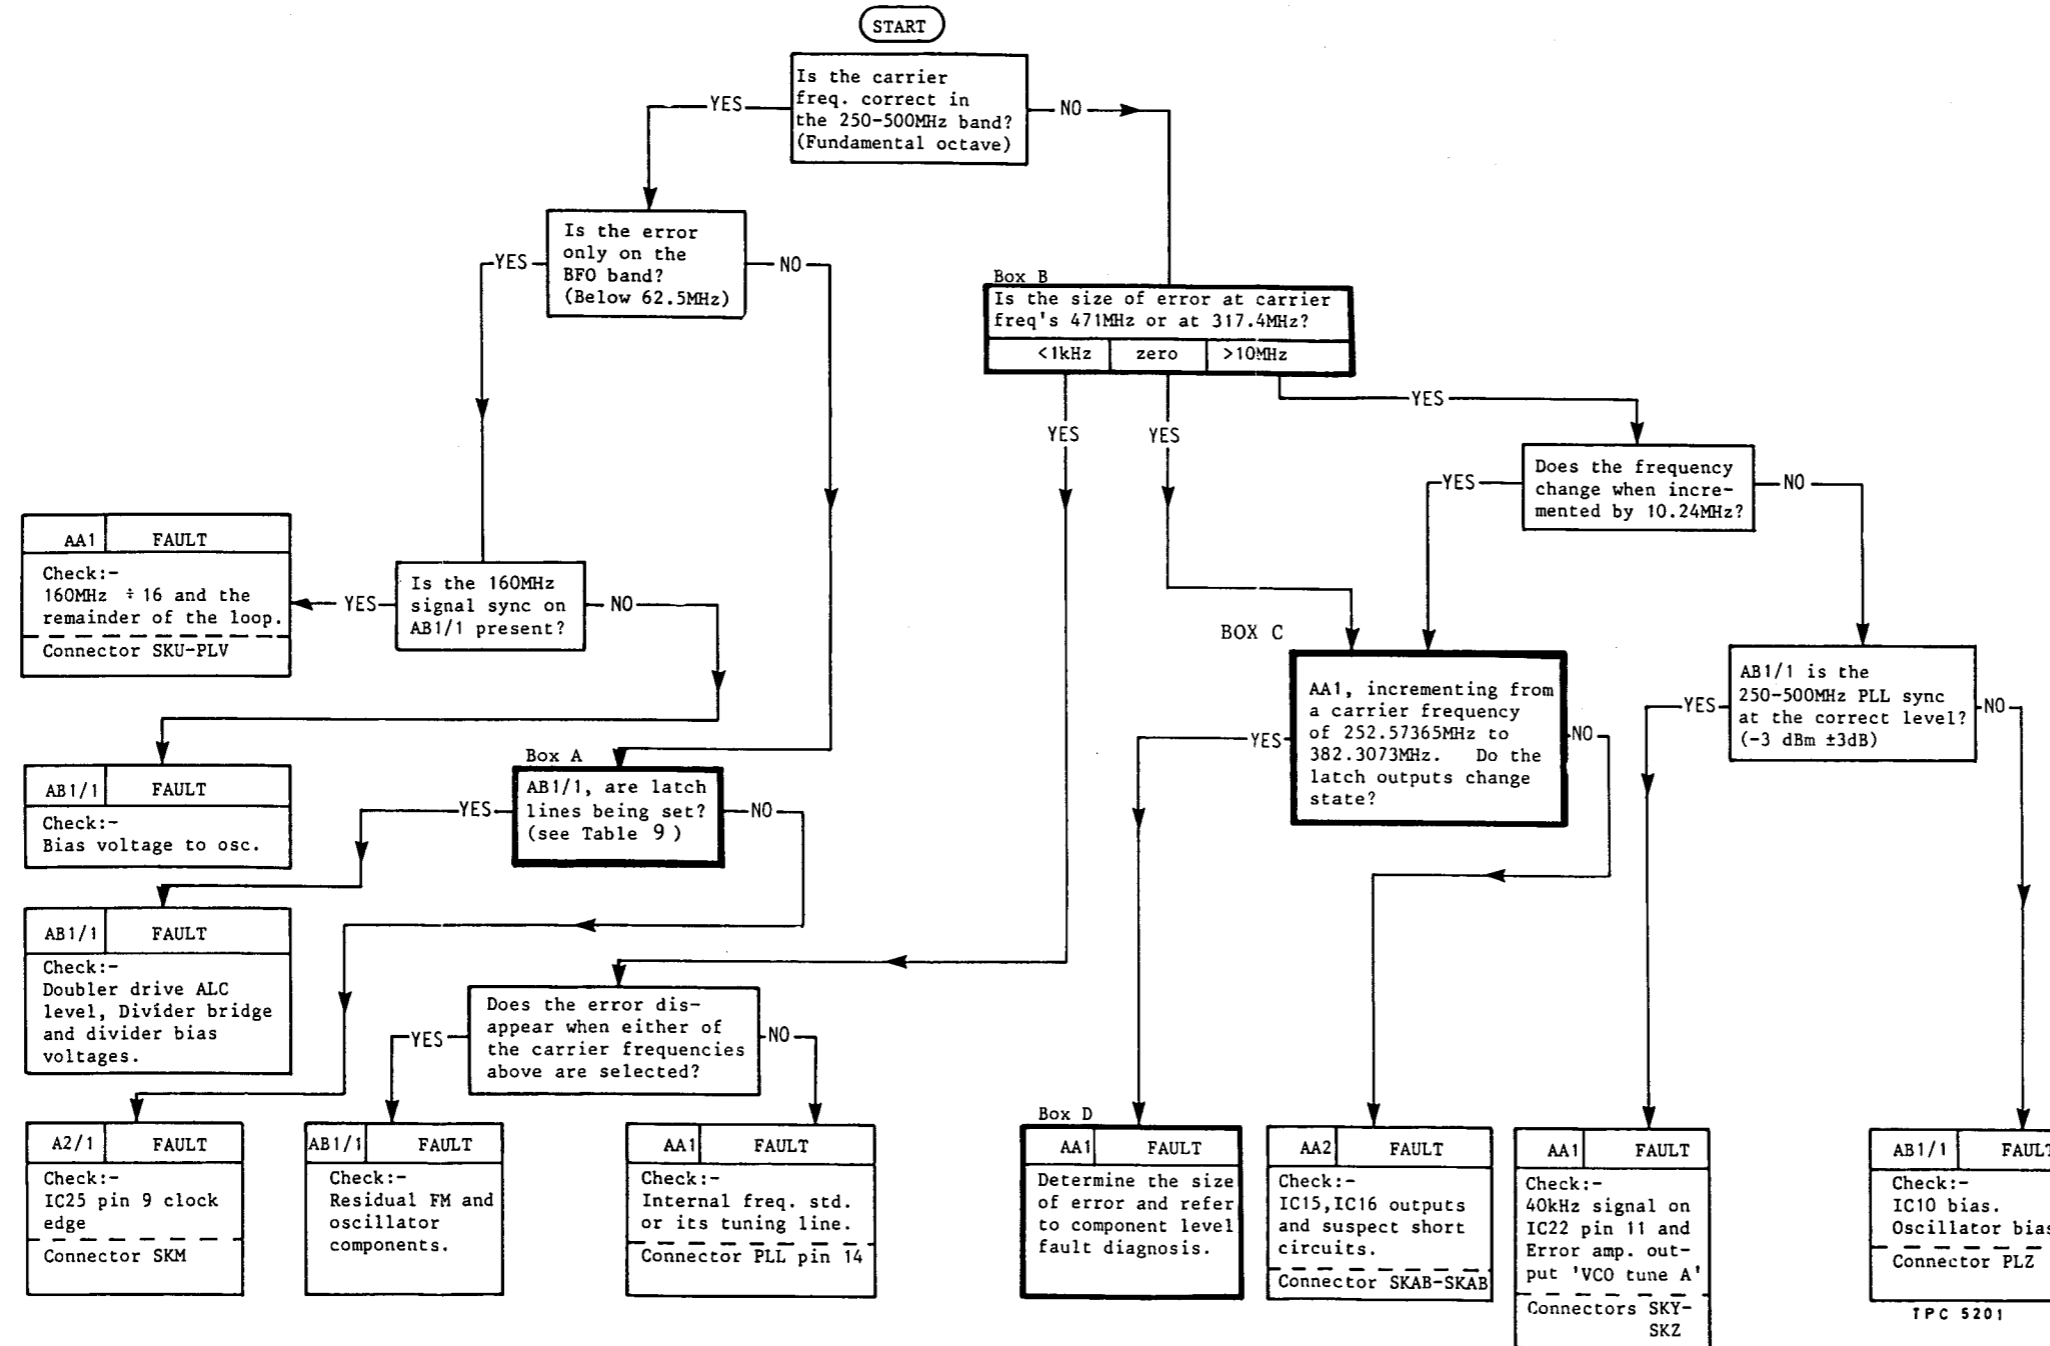 START
Is the carrier
freq. correct in
the 250-500MHz band?
(Fundamental octave)
YES
NO
Is the error
only on the
BFO band?
(Below 62.5MHz)
YES
NO
Box B
Is the size of error at carrier
freq's 471MHz or at 317.4MHz?
<1kHz
zero
>10MHz
YES
YES
YES
Does the frequency
change when incre-
mented by 10.24MHz?
YES
NO
AA1 FAULT
Check:-
160MHz ÷ 16 and the
remainder of the loop.
Connector SKU-PLV
YES
Is the 160MHz
signal sync on
AB1/1 present?
NO
BOX C
AA1, incrementing from
a carrier frequency
of 252.57365MHz to
382.3073MHz. Do the
latch outputs change
state?
YES
NO
AB1/1 is the
250-500MHz PLL sync
at the correct level?
(-3 dBm ±3dB)
YES
NO
AB1/1 FAULT
Check:-
Bias voltage to osc.
Box A
AB1/1, are latch
lines being set?
(see Table 9 )
YES
NO
AB1/1 FAULT
Check:-
Doubler drive ALC
level, Divider bridge
and divider bias
voltages.
Does the error dis-
appear when either of
the carrier frequencies
above are selected?
YES
NO
A2/1 FAULT
Check:-
IC25 pin 9 clock
edge
Connector SKM
AB1/1 FAULT
Check:-
Residual FM and
oscillator
components.
AA1 FAULT
Check:-
Internal freq. std.
or its tuning line.
Connector PLL pin 14
Box D
AA1 FAULT
Determine the size
of error and refer
to component level
fault diagnosis.
AA2 FAULT
Check:-
IC15,IC16 outputs
and suspect short
circuits.
Connector SKAB-SKAB
AA1 FAULT
Check:-
40kHz signal on
IC22 pin 11 and
Error amp. out-
put 'VCO tune A'
Connectors SKY-
SKZ
AB1/1 FAULT
Check:-
IC10 bias.
Oscillator bias
Connector PLZ
TPC 5201